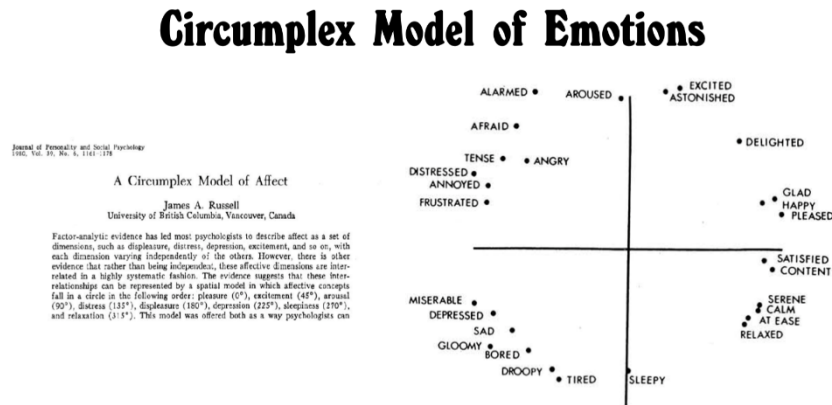 Circumplex Model of Emotions
Journal of Personality and Social Psychology
1980, Vol. 39, No. 6, 1161-1178
A Circumplex Model of Affect
James A. Russell
University of British Columbia, Vancouver, Canada
Factor-analytic evidence has led most psychologists to describe affect as a set of
dimensions, such as displeasure, distress, depression, excitement, and so on, with
each dimension varying independently of the others. However, there is other
evidence that rather than being independent, these affective dimensions are inter-
related in a highly systematic fashion. The evidence suggests that these inter-
relationships can be represented by a spatial model in which affective concepts
fall in a circle in the following order: pleasure (0°), excitement (45°), arousal
(90°), distress (135°), displeasure (180°), depression (225°), sleepiness (270°),
and relaxation (315°). This model was offered both as a way psychologists can
ALARMED
AROUSED
EXCITED
ASTONISHED
AFRAID
DELIGHTED
TENSE
ANGRY
DISTRESSED
ANNOYED
FRUSTRATED
GLAD
HAPPY
PLEASED
SATISFIED
CONTENT
MISERABLE
DEPRESSED
SAD
GLOOMY
BORED
DROOPY
TIRED
SLEEPY
SERENE
CALM
AT EASE
RELAXED